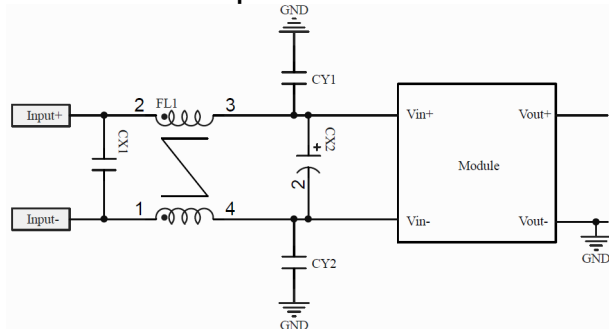 GND
CY1
Input+
2
FL1
3
Vin+
Vout+
CX1
CX2
+
2
Module
Input-
1
4
Vin-
Vout-
CY2
GND
GND